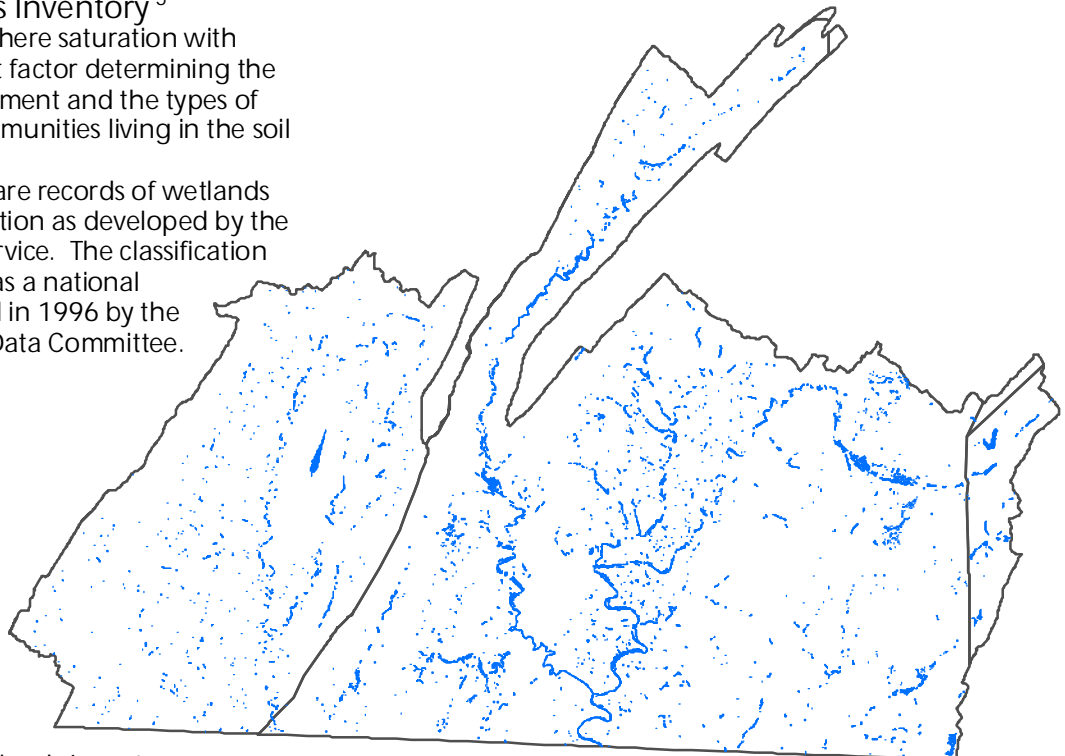 s Inventory 3
here saturation with
t factor determining the
ment and the types of
munities living in the soil
are records of wetlands
tion as developed by the
rvice. The classification
as a national
l in 1996 by the
Data Committee.